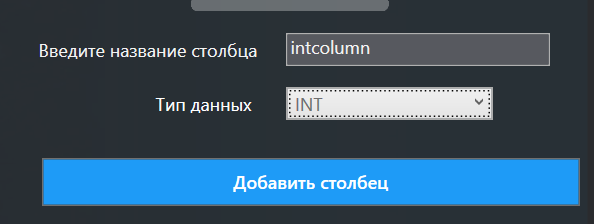 Введите название столбца intcolumn
Тип данных INT
Добавить столбец